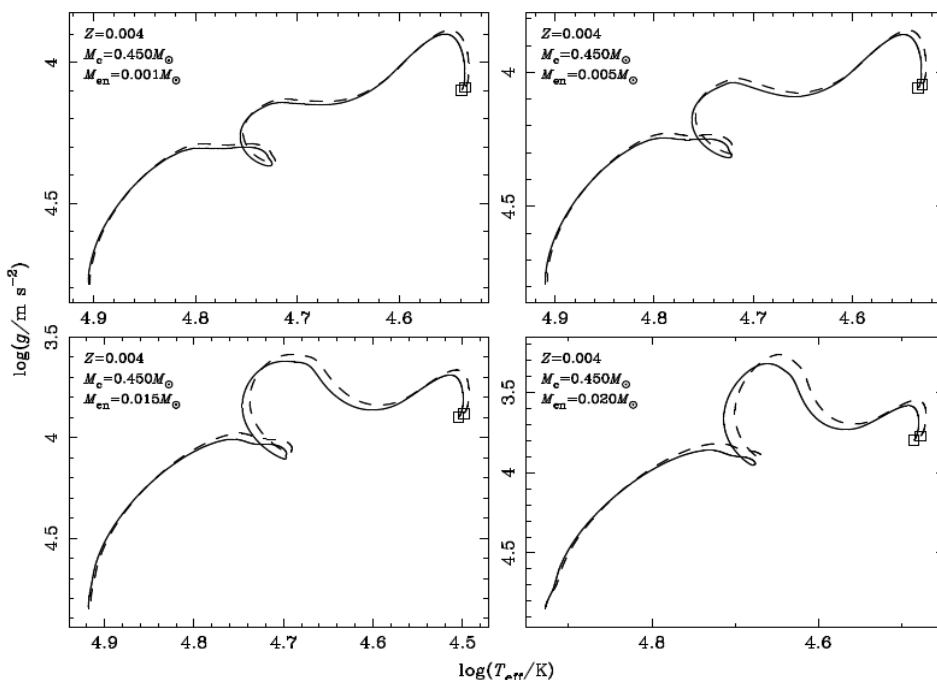 Z=0.004
M_c=0.450M_⊙
M_en=0.001M_⊙
4
4.5
4.9 4.8 4.7 4.6
Z=0.004
M_c=0.450M_⊙
M_en=0.005M_⊙
4
4.5
4.9 4.8 4.7 4.6
log(g/m s⁻²)
Z=0.004
M_c=0.450M_⊙
M_en=0.015M_⊙
3.5
4
4.5
4.9 4.8 4.7 4.6 4.5
Z=0.004
M_c=0.450M_⊙
M_en=0.020M_⊙
3.5
4
4.5
4.8 4.6
log(T_eff/K)